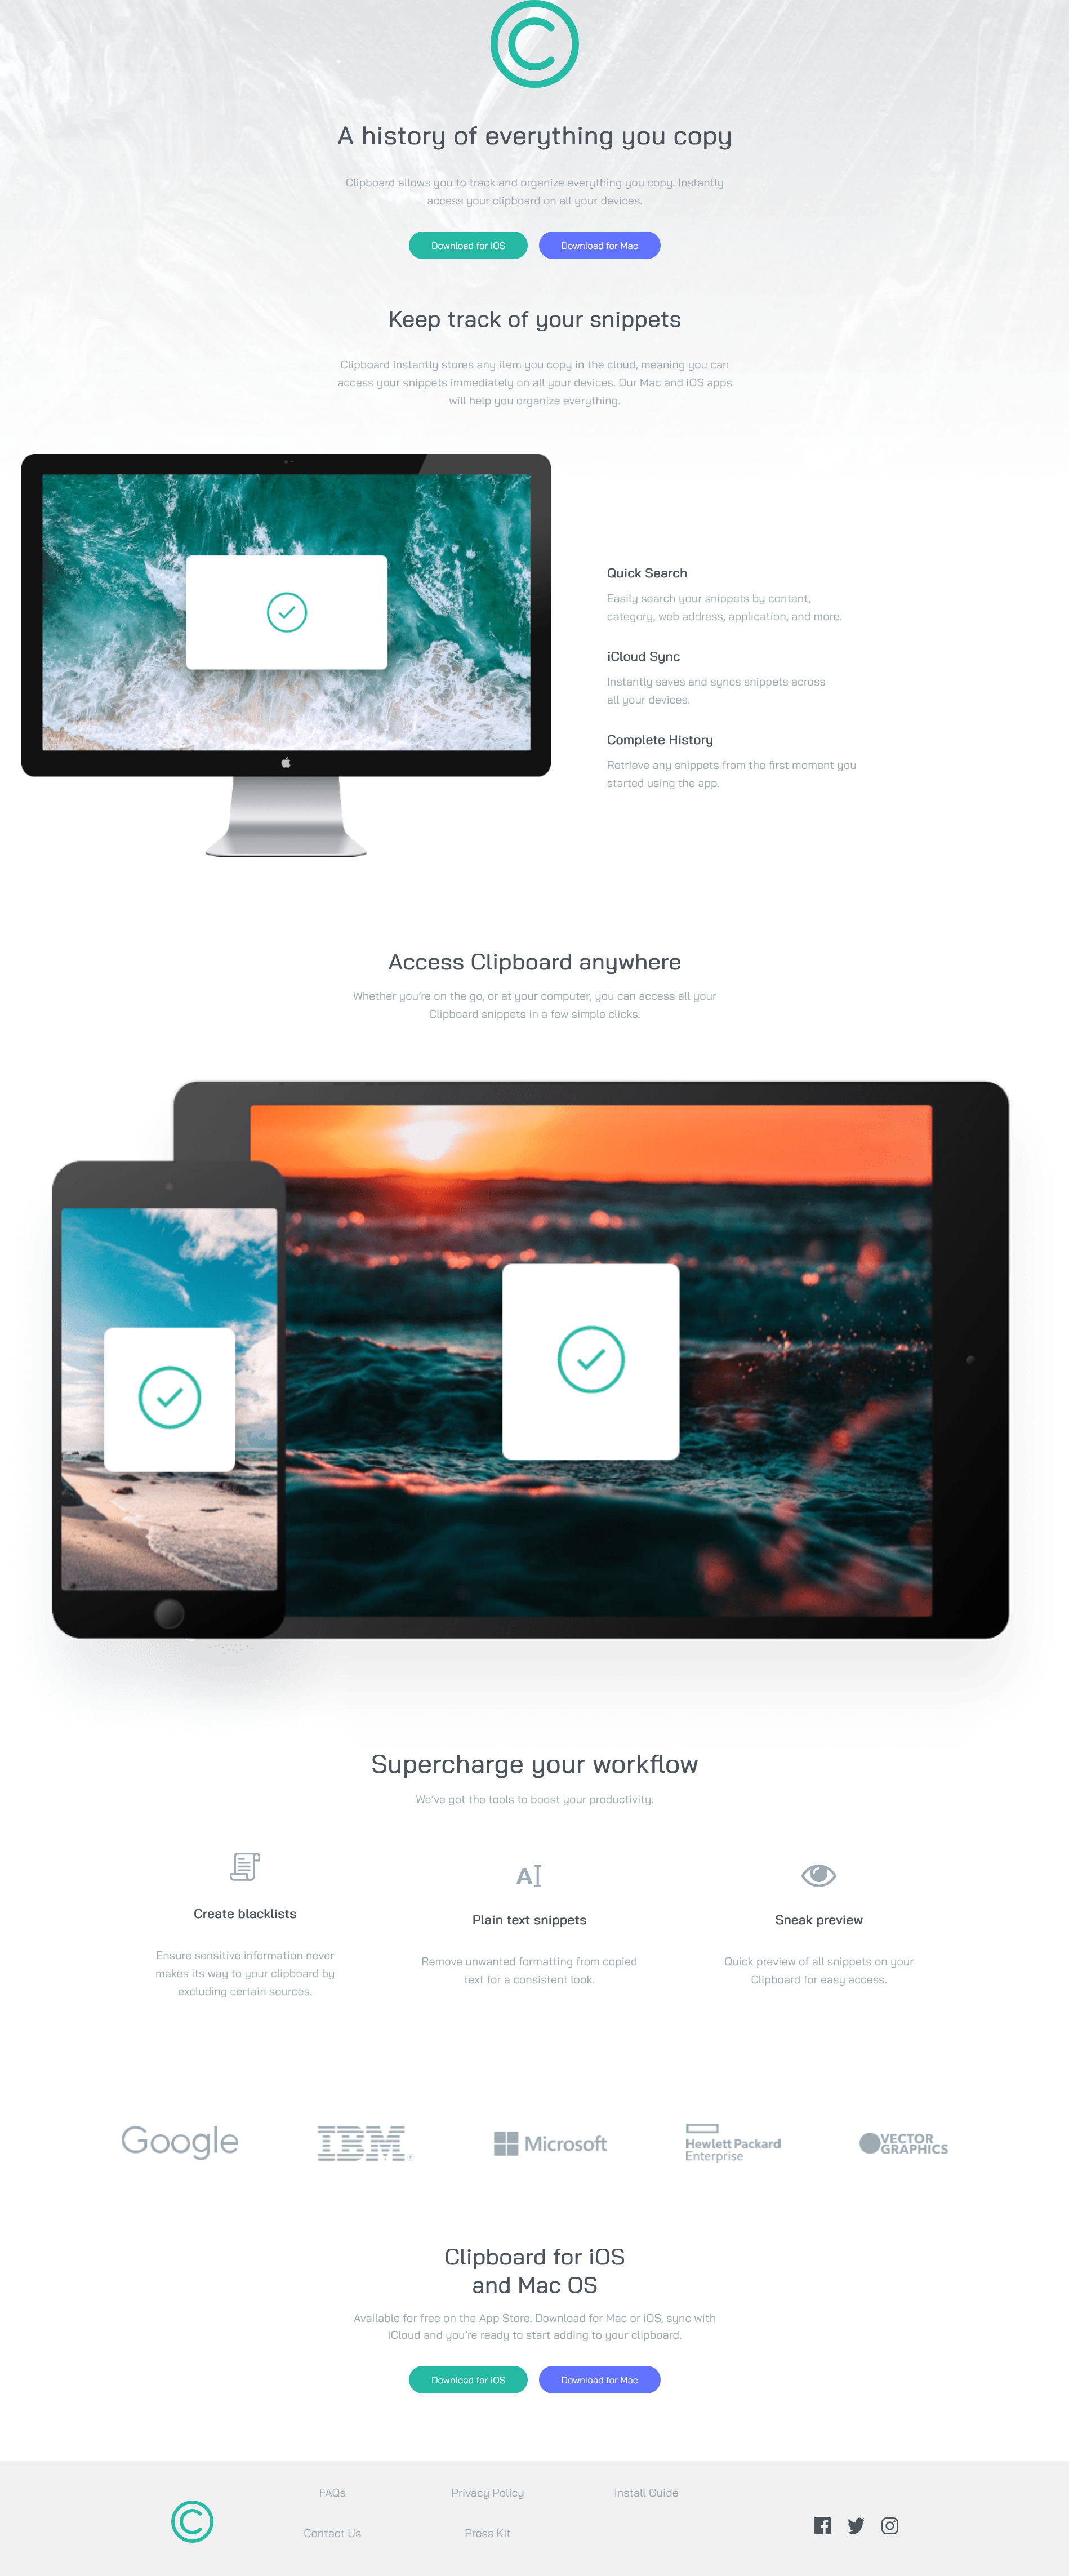 A history of everything you copy
Clipboard allows you to track and organize everything you copy. Instantly
access your clipboard on all your devices.
Download for iOS
Download for Mac
Keep track of your snippets
Clipboard instantly stores any item you copy in the cloud, meaning you can
access your snippets immediately on all your devices. Our Mac and iOS apps
will help you organize everything.
Quick Search
Easily search your snippets by content,
category, web address, application, and more.
iCloud Sync
Instantly saves and syncs snippets across
all your devices.
Complete History
Retrieve any snippets from the first moment you
started using the app.
Access Clipboard anywhere
Whether you’re on the go, or at your computer, you can access all your
Clipboard snippets in a few simple clicks.
Supercharge your workflow
We’ve got the tools to boost your productivity.
Create blacklists
Ensure sensitive information never
makes its way to your clipboard by
excluding certain sources.
Plain text snippets
Remove unwanted formatting from copied
text for a consistent look.
Sneak preview
Quick preview of all snippets on your
Clipboard for easy access.
Google
IBM
Microsoft
Hewlett Packard
Enterprise
VECTOR
GRAPHICS
Clipboard for iOS
and Mac OS
Available for free on the App Store. Download for Mac or iOS, sync with
iCloud and you’re ready to start adding to your clipboard.
Download for iOS
Download for Mac
FAQs
Privacy Policy
Install Guide
Contact Us
Press Kit